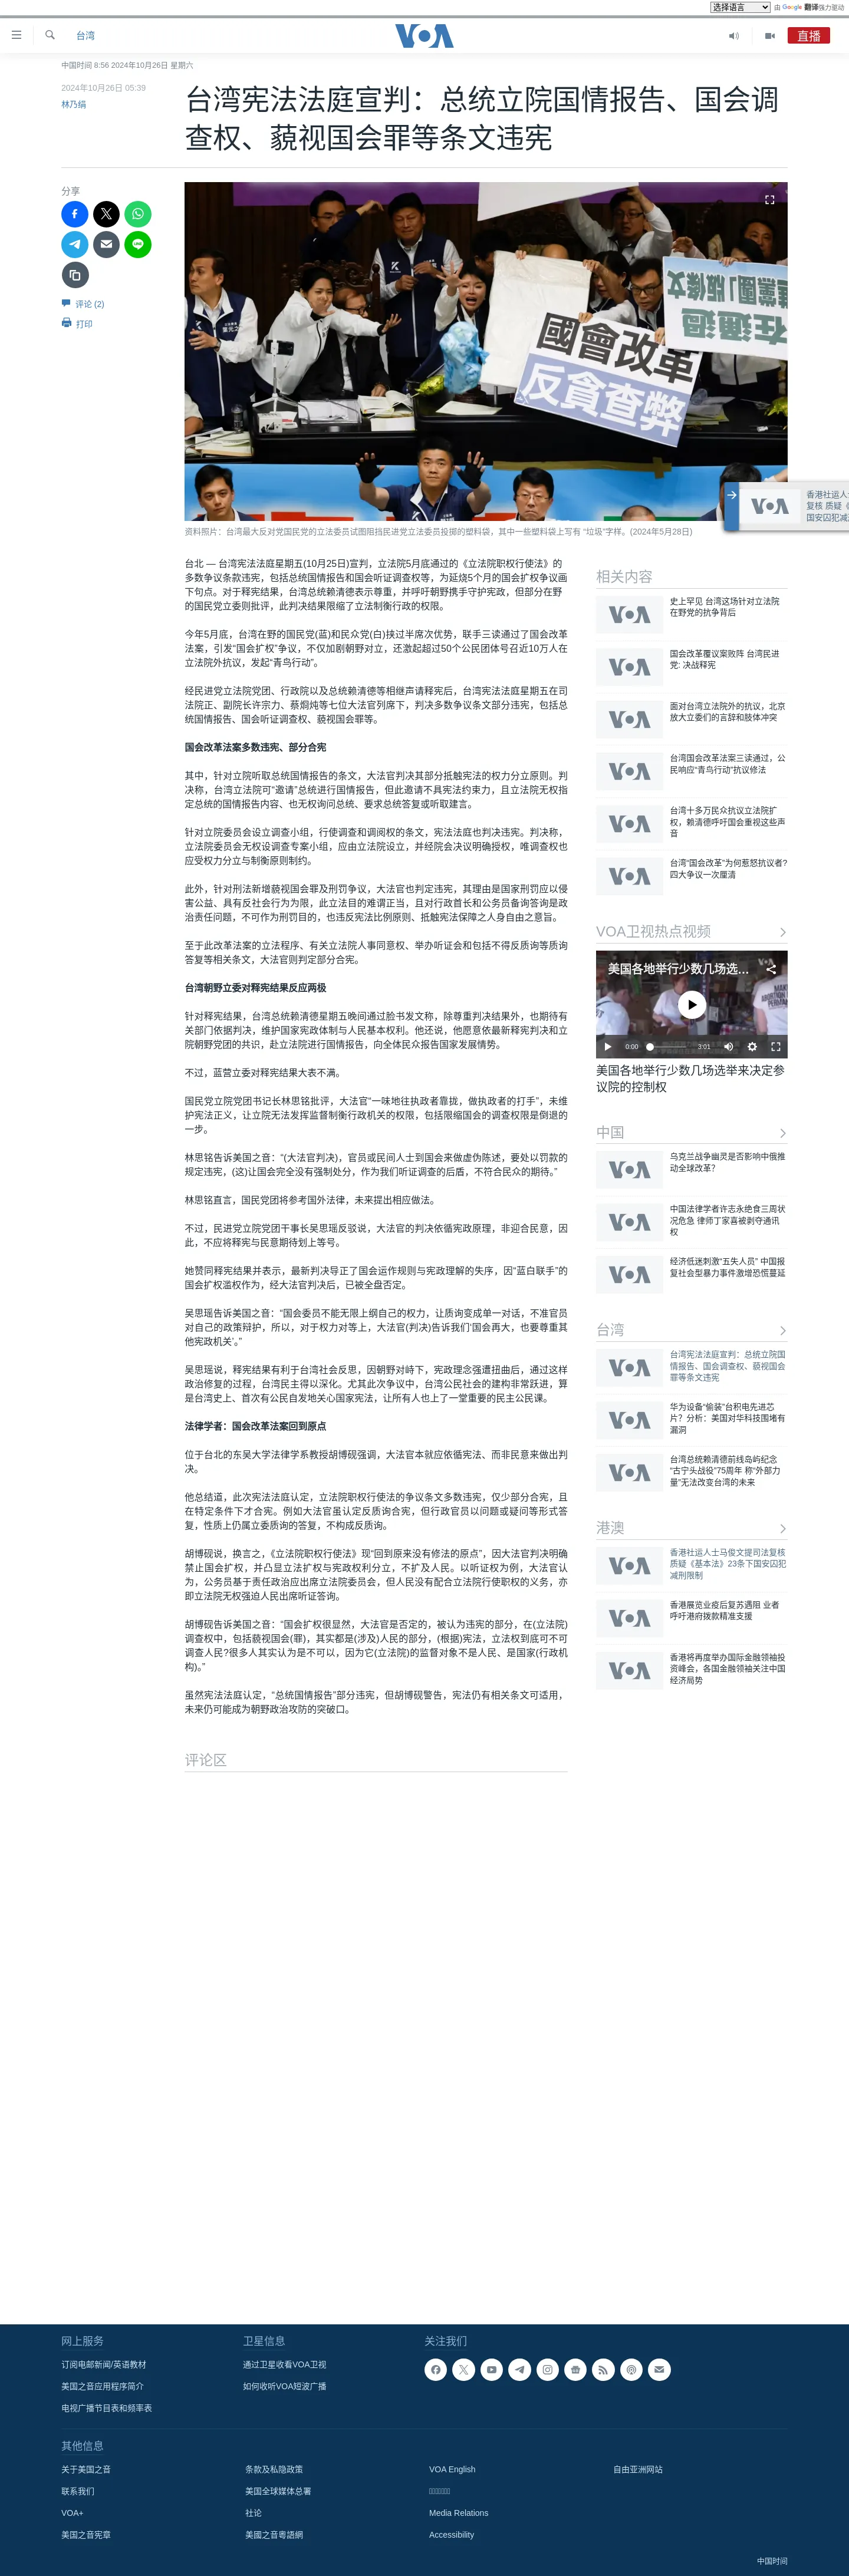 选择语言 由 Google 翻译强力驱动
台湾
VOA
直播
中国时间 8:56 2024年10月26日 星期六
2024年10月26日 05:39
林乃绢
台湾宪法法庭宣判：总统立院国情报告、国会调
查权、藐视国会罪等条文违宪
分享
评论 (2)
打印
國會改革
反貪查弊
资料照片：台湾最大反对党国民党的立法委员试图阻挡民进党立法委员投掷的塑料袋，其中一些塑料袋上写有 “垃圾”字样。(2024年5月28日)
香港社运人
复核 质疑《
国安囚犯减
台北 — 台湾宪法法庭星期五(10月25日)宣判，立法院5月底通过的《立法院职权行使法》的
多数争议条款违宪，包括总统国情报告和国会听证调查权等，为延烧5个月的国会扩权争议画
下句点。对于释宪结果，台湾总统赖清德表示尊重，并呼吁朝野携手守护宪政，但部分在野
的国民党立委则批评，此判决结果限缩了立法制衡行政的权限。
今年5月底，台湾在野的国民党(蓝)和民众党(白)挟过半席次优势，联手三读通过了国会改革
法案，引发“国会扩权”争议，不仅加剧朝野对立，还激起超过50个公民团体号召近10万人在
立法院外抗议，发起“青鸟行动”。
经民进党立法院党团、行政院以及总统赖清德等相继声请释宪后，台湾宪法法庭星期五在司
法院正、副院长许宗力、蔡烱炖等七位大法官列席下，判决多数争议条文部分违宪，包括总
统国情报告、国会听证调查权、藐视国会罪等。
国会改革法案多数违宪、部分合宪
其中，针对立院听取总统国情报告的条文，大法官判决其部分抵触宪法的权力分立原则。判
决称，台湾立法院可“邀请”总统进行国情报告，但此邀请不具宪法约束力，且立法院无权指
定总统的国情报告内容、也无权询问总统、要求总统答复或听取建言。
针对立院委员会设立调查小组，行使调查和调阅权的条文，宪法法庭也判决违宪。判决称，
立法院委员会无权设调查专案小组，应由立法院设立，并经院会决议明确授权，唯调查权也
应受权力分立与制衡原则制约。
此外，针对刑法新增藐视国会罪及刑罚争议，大法官也判定违宪，其理由是国家刑罚应以侵
害公益、具有反社会行为为限，此立法目的难谓正当，且对行政首长和公务员备询答询是政
治责任问题，不可作为刑罚目的，也违反宪法比例原则、抵触宪法保障之人身自由之意旨。
至于此改革法案的立法程序、有关立法院人事同意权、举办听证会和包括不得反质询等质询
答复等相关条文，大法官则判定部分合宪。
台湾朝野立委对释宪结果反应两极
针对释宪结果，台湾总统赖清德星期五晚间通过脸书发文称，除尊重判决结果外，也期待有
关部门依据判决，维护国家宪政体制与人民基本权利。他还说，他愿意依最新释宪判决和立
院朝野党团的共识，赴立法院进行国情报告，向全体民众报告国家发展情势。
不过，蓝营立委对释宪结果大表不满。
国民党立院党团书记长林思铭批评，大法官“一味地往执政者靠拢，做执政者的打手”，未维
护宪法正义，让立院无法发挥监督制衡行政机关的权限，包括限缩国会的调查权限是倒退的
一步。
林思铭告诉美国之音：“(大法官判决)，官员或民间人士到国会来做虚伪陈述，要处以罚款的
规定违宪，(这)让国会完全没有强制处分，作为我们听证调查的后盾，不符合民众的期待。”
林思铭直言，国民党团将参考国外法律，未来提出相应做法。
不过，民进党立院党团干事长吴思瑶反驳说，大法官的判决依循宪政原理，非迎合民意，因
此，不应将释宪与民意期待划上等号。
她赞同释宪结果并表示，最新判决导正了国会运作规则与宪政理解的失序，因“蓝白联手”的
国会扩权滥权作为，经大法官判决后，已被全盘否定。
吴思瑶告诉美国之音：“国会委员不能无限上纲自己的权力，让质询变成单一对话，不准官员
对自己的政策辩护，所以，对于权力对等上，大法官(判决)告诉我们‘国会再大，也要尊重其
他宪政机关’。”
吴思瑶说，释宪结果有利于台湾社会反思，因朝野对峙下，宪政理念强遭扭曲后，通过这样
政治修复的过程，台湾民主得以深化。尤其此次争议中，台湾公民社会的建构非常跃进，算
是台湾史上、首次有公民自发地关心国家宪法，让所有人也上了一堂重要的民主公民课。
法律学者：国会改革法案回到原点
位于台北的东吴大学法律学系教授胡博砚强调，大法官本就应依循宪法、而非民意来做出判
决。
他总结道，此次宪法法庭认定，立法院职权行使法的争议条文多数违宪，仅少部分合宪，且
在特定条件下才合宪。例如大法官虽认定反质询合宪，但行政官员以问题或疑问等形式答
复，性质上仍属立委质询的答复，不构成反质询。
胡博砚说，换言之，《立法院职权行使法》现“回到原来没有修法的原点”，因大法官判决明确
禁止国会扩权，并凸显立法扩权与宪政权利分立，不扩及人民。以听证权为例，大法官认
为，公务员基于责任政治应出席立法院委员会，但人民没有配合立法院行使职权的义务，亦
即立法院无权强迫人民出席听证答询。
胡博砚告诉美国之音：“国会扩权很显然，大法官是否定的，被认为违宪的部分，在(立法院)
调查权中，包括藐视国会(罪)，其实都是(涉及)人民的部分，(根据)宪法，立法权到底可不可
调查人民?很多人其实认为是不可以，因为它(立法院)的监督对象不是人民、是国家(行政机
构)。”
虽然宪法法庭认定，“总统国情报告”部分违宪，但胡博砚警告，宪法仍有相关条文可适用，
未来仍可能成为朝野政治攻防的突破口。
评论区
相关内容
史上罕见 台湾这场针对立法院
在野党的抗争背后
国会改革覆议案败阵 台湾民进
党: 决战释宪
面对台湾立法院外的抗议，北京
放大立委们的言辞和肢体冲突
台湾国会改革法案三读通过，公
民响应“青鸟行动”抗议修法
台湾十多万民众抗议立法院扩
权，赖清德呼吁国会重视这些声
音
台湾“国会改革”为何惹怒抗议者?
四大争议一次厘清
VOA卫视热点视频
美国各地举行少数几场选...
0:00 3:01
美国各地举行少数几场选举来决定参
议院的控制权
中国
乌克兰战争幽灵是否影响中俄推
动全球改革?
中国法律学者许志永绝食三周状
况危急 律师丁家喜被剥夺通讯
权
经济低迷刺激“五失人员” 中国报
复社会型暴力事件激增恐慌蔓延
台湾
台湾宪法法庭宣判：总统立院国
情报告、国会调查权、藐视国会
罪等条文违宪
华为设备“偷装”台积电先进芯
片？分析：美国对华科技围堵有
漏洞
台湾总统赖清德前线岛屿纪念
“古宁头战役”75周年 称“外部力
量”无法改变台湾的未来
港澳
香港社运人士马俊文提司法复核
质疑《基本法》23条下国安囚犯
减刑限制
香港展览业疫后复苏遇阻 业者
呼吁港府拨款精准支援
香港将再度举办国际金融领袖投
资峰会，各国金融领袖关注中国
经济局势
网上服务
订阅电邮新闻/英语教材
美国之音应用程序简介
电视广播节目表和频率表
卫星信息
通过卫星收看VOA卫视
如何收听VOA短波广播
关注我们
其他信息
关于美国之音
联系我们
VOA+
美国之音宪章
条款及私隐政策
美国全球媒体总署
社论
美國之音粵語網
VOA English
Media Relations
Accessibility
自由亚洲网站
中国时间